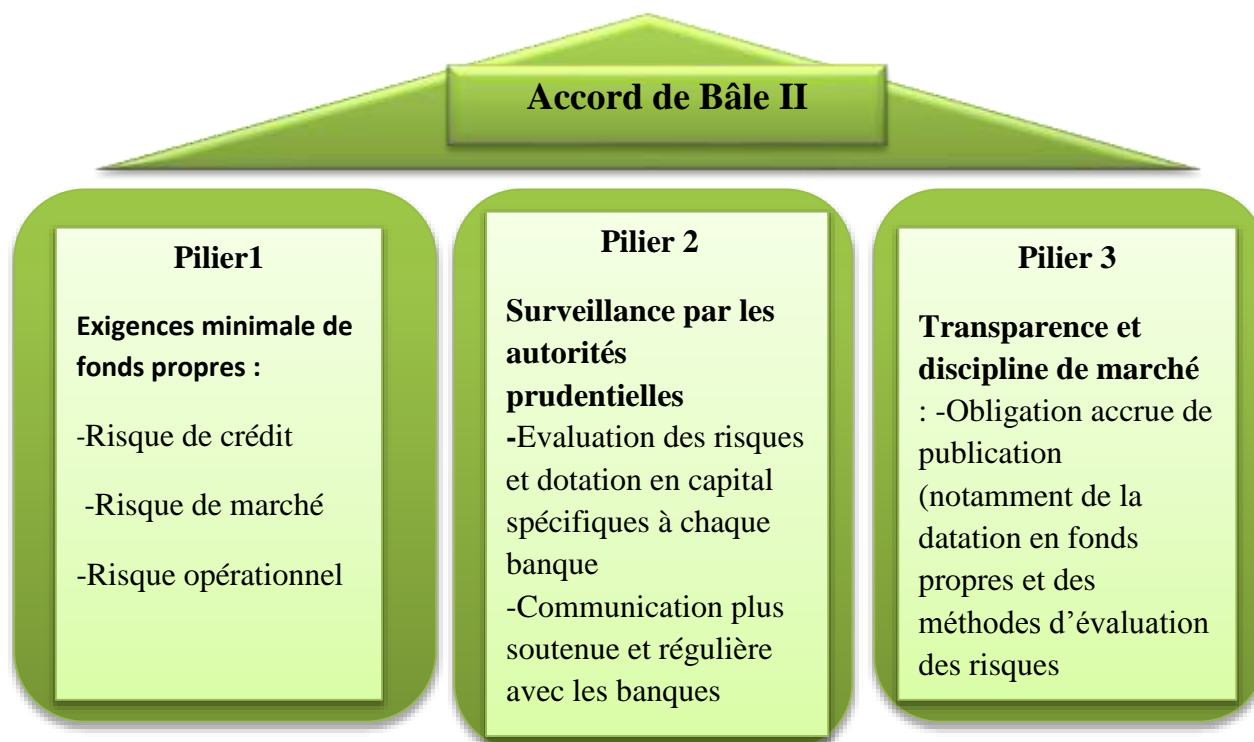 Accord de Bâle II
Pilier1
Exigences minimale de
fonds propres :
-Risque de crédit
-Risque de marché
-Risque opérationnel
Pilier 2
Surveillance par les
autorités
prudentielles
-Evaluation des risques
et dotation en capital
spécifiques à chaque
banque
-Communication plus
soutenue et régulière
avec les banques
Pilier 3
Transparence et
discipline de marché
: -Obligation accrue de
publication
(notamment de la
datation en fonds
propres et des
méthodes d’évaluation
des risques